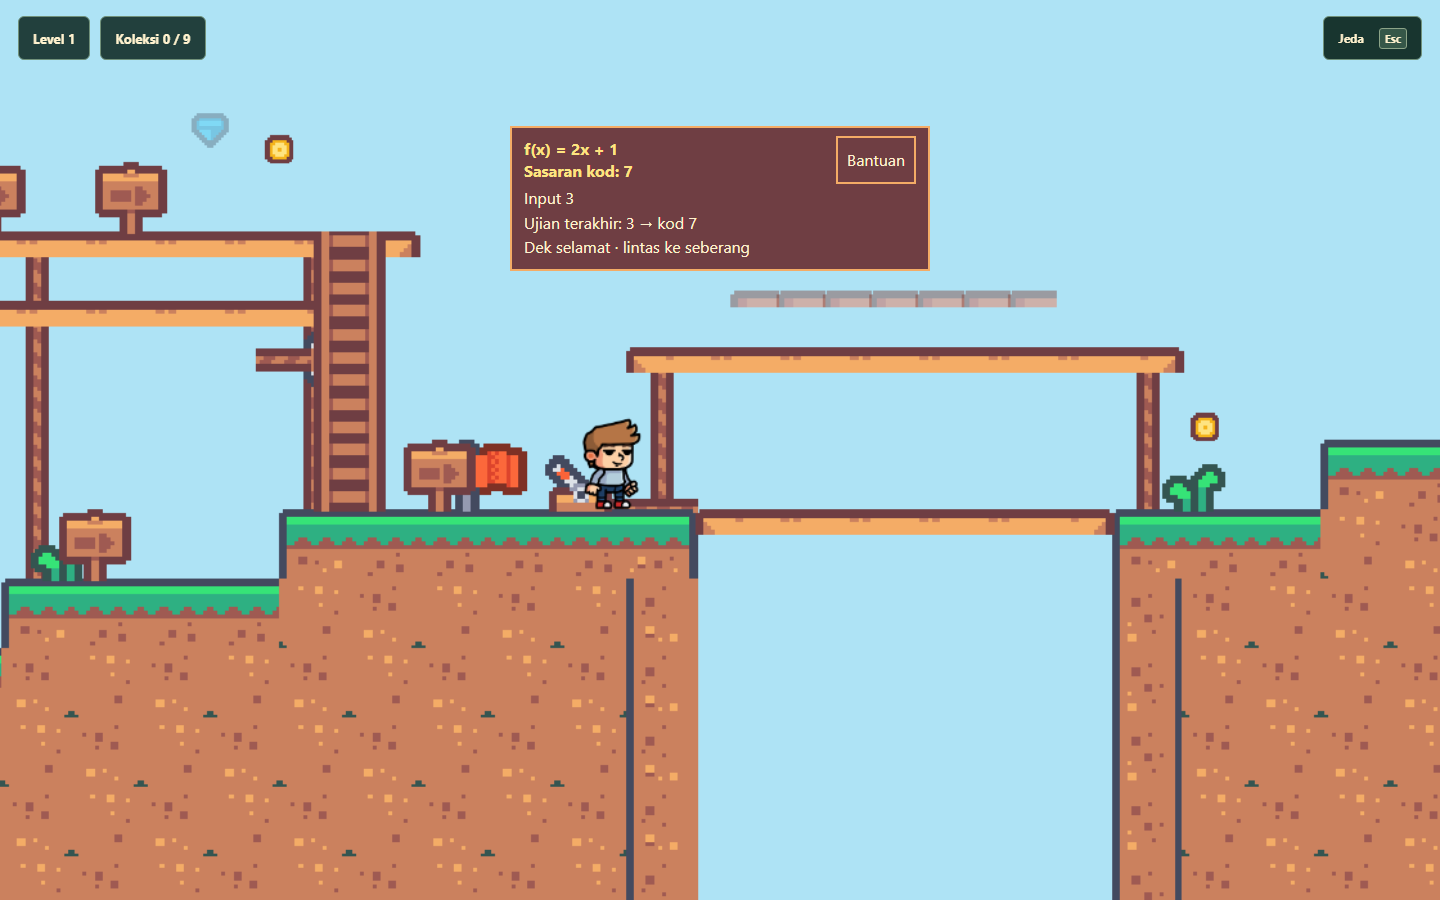 Level 1
Koleksi 0 / 9
Jeda Esc
f(x) = 2x + 1
Sasaran kod: 7
Bantuan
Input 3
Ujian terakhir: 3 → kod 7
Dek selamat · lintas ke seberang